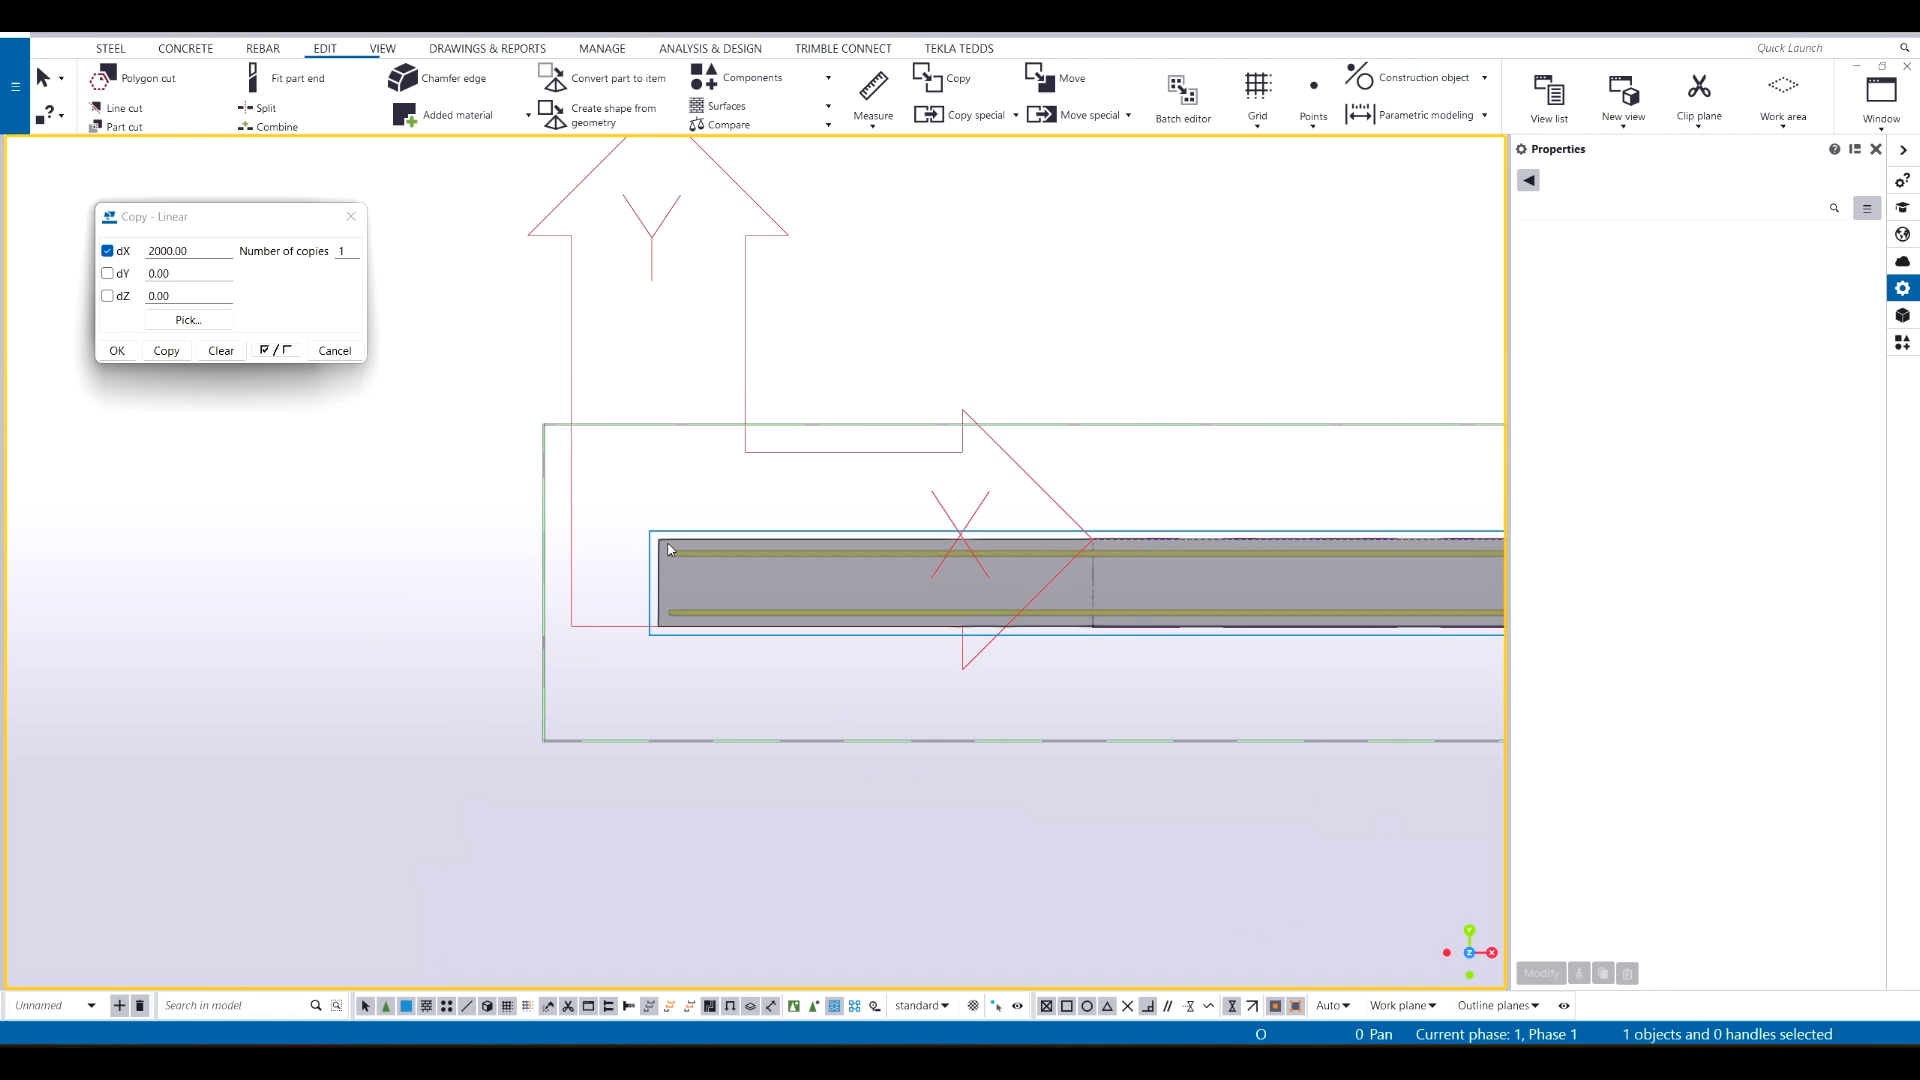 STEEL CONCRETE REBAR EDIT VIEW DRAWINGS & REPORTS MANAGE ANALYSIS & DESIGN TRIMBLE CONNECT TEKLA TEDDS Quick Launch
Polygon cut Fit part end Chamfer edge Convert part to item Components Copy Move Construction object
Line cut Split Added material Create shape from geometry Surfaces Measure Copy special Move special Batch editor Grid Points Parametric modeling View list New view Clip plane Work area Window
Part cut Combine Compare
Properties
Copy - Linear
dX 2000.00 Number of copies 1
dY 0.00
dZ 0.00
Pick...
OK Copy Clear / Cancel
Y
X
Y
Z X
Modify
Unnamed Search in model standard Auto Work plane Outline planes
O 0 Pan Current phase: 1, Phase 1 1 objects and 0 handles selected